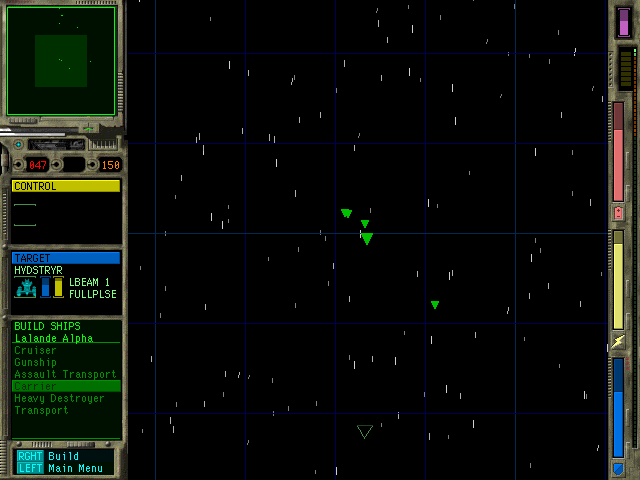 047 150
CONTROL
TARGET
HVDSTRYR
LBEAM 1
FULLPLSE
BUILD SHIPS
Lalande Alpha
Cruiser
Gunship
Assault Transport
Carrier
Heavy Destroyer
Transport
RGHT Build
LEFT Main Menu